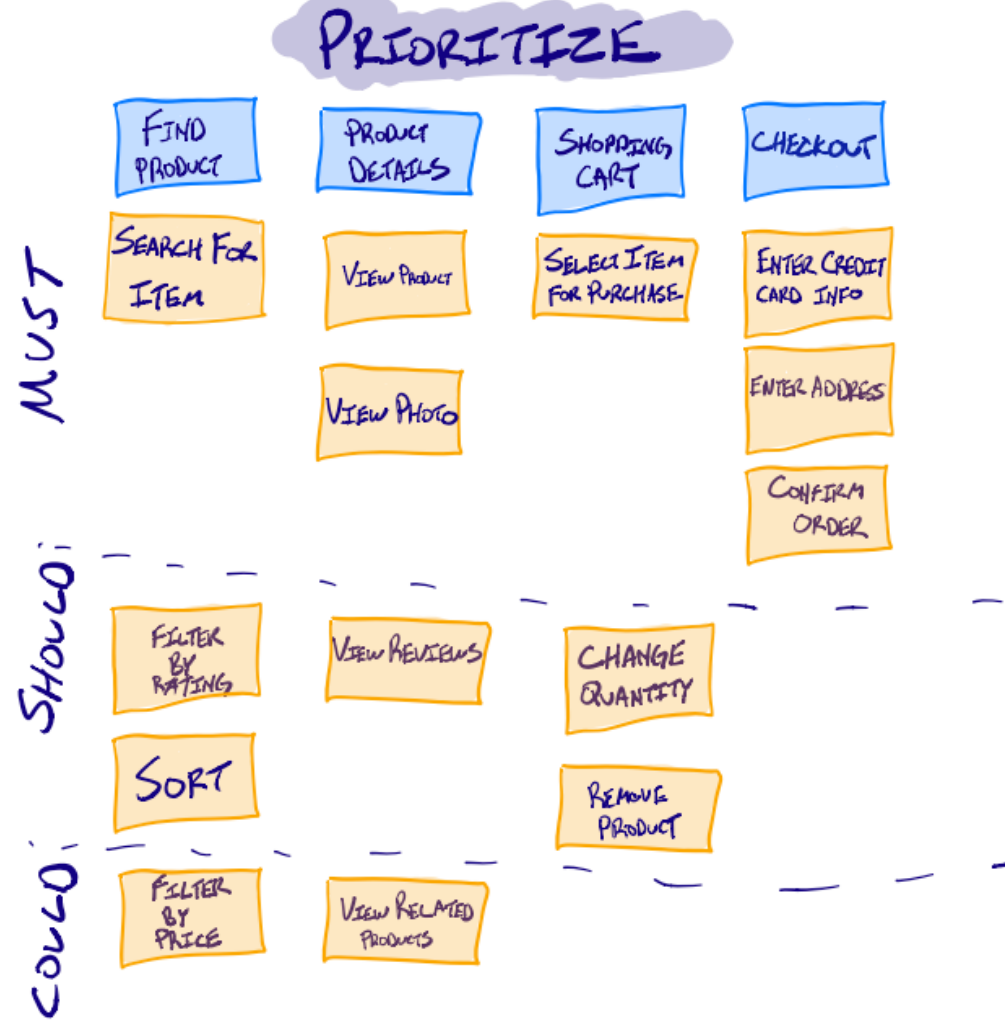 PRIORITIZE
FIND
PRODUCT
PRODUCT
DETAILS
SHOPPING
CART
CHECKOUT
MUST
SEARCH FOR
ITEM
VIEW PRODUCT
SELECT ITEM
FOR PURCHASE
ENTER CREDIT
CARD INFO
VIEW PHOTO
ENTER ADDRESS
CONFIRM
ORDER
SHOULD
FILTER
BY
RATING
VIEW REVIEWS
CHANGE
QUANTITY
SORT
REMOVE
PRODUCT
COULD
FILTER
BY
PRICE
VIEW RELATED
PRODUCTS